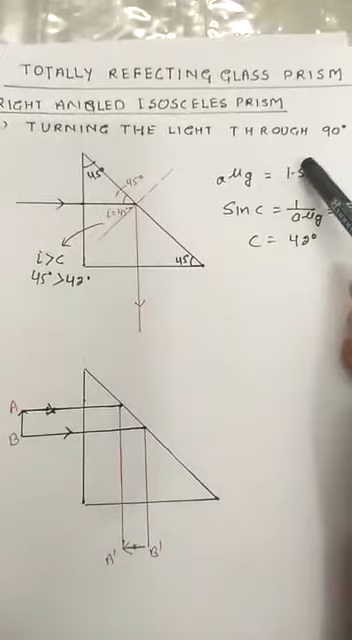 TOTALLY REFECTING GLASS PRISM
RIGHT ANGLED ISOSCELES PRISM
) TURNING THE LIGHT THROUGH 90°
45°
45°
i=45°
aμg = 1.5
Sin c = 1/aμg =
c = 42°
i>c
45° > 42°
45°
A
B
A' B'